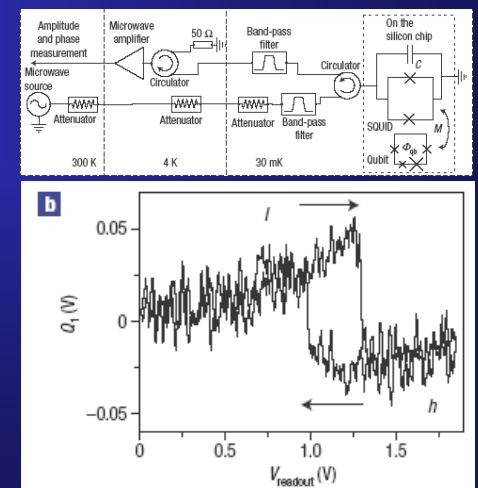 Amplitude
and phase
measurement
Microwave
amplifier
50 Ω
Band-pass
filter
On the
silicon chip
Microwave
source
Circulator
Circulator
C
Attenuator
Attenuator
Attenuator
Band-pass
filter
SQUID
M
Qubit
Φqb
300 K
4 K
30 mK
b
l
0.05
0
−0.05
Q1 (V)
h
0
0.5
1.0
1.5
Vreadout (V)